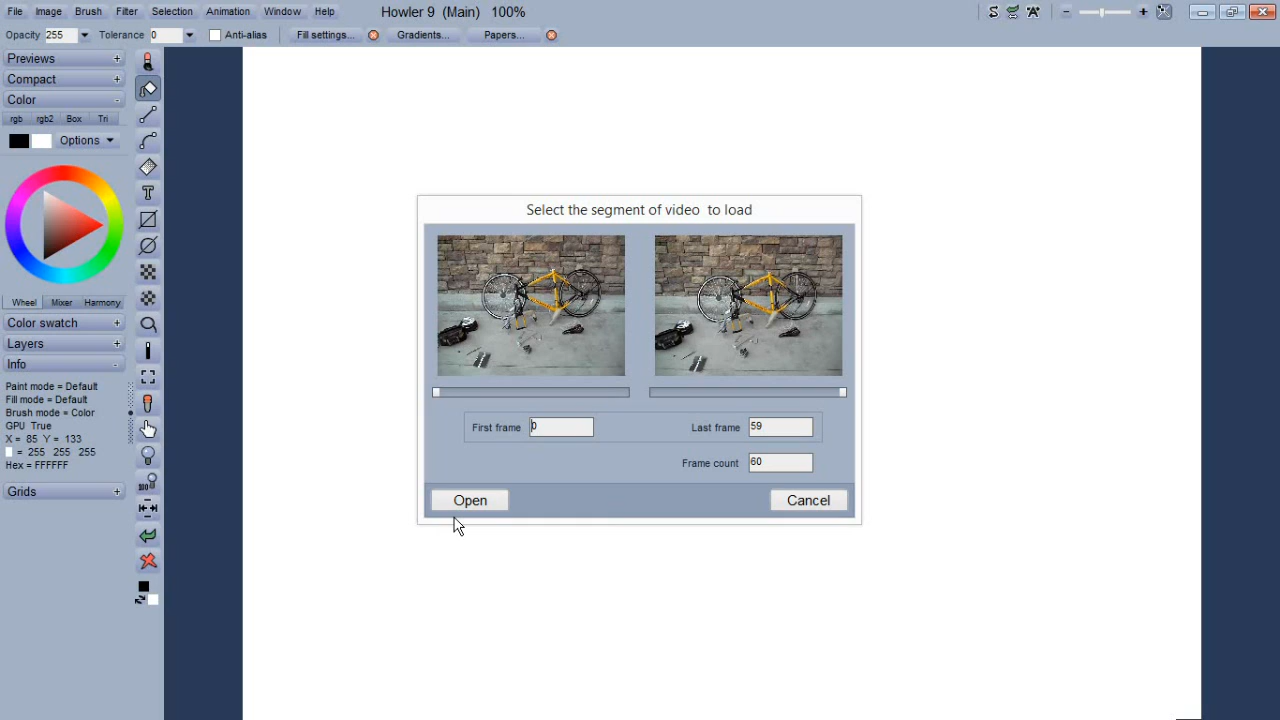 File Image Brush Filter Selection Animation Window Help Howler 9 (Main) 100%
Opacity 255 Tolerance 0 Anti-alias Fill settings... Gradients... Papers...
Previews +
Compact +
Color -
rgb rgb2 Box Tri
Options
Wheel Mixer Harmony
Color swatch +
Layers +
Info -
Paint mode = Default
Fill mode = Default
Brush mode = Color
GPU True
X = 85 Y = 133
= 255 255 255
Hex = FFFFFF
Grids +
T
Select the segment of video to load
First frame 0 Last frame 59
Frame count 60
Open Cancel